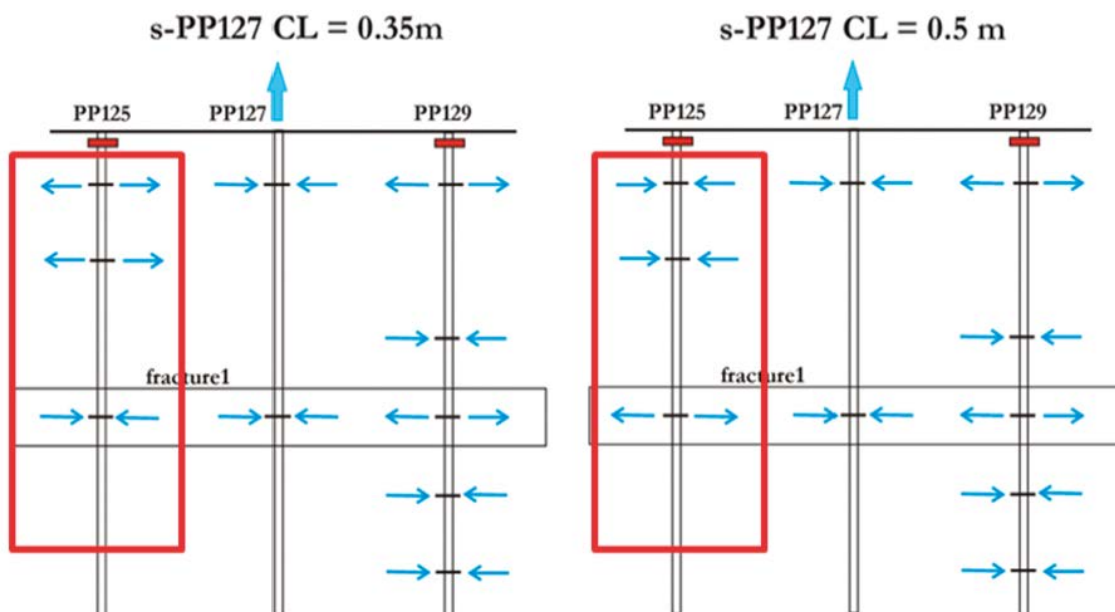 s-PP127 CL = 0.35m
PP125 PP127 PP129
fracture1
s-PP127 CL = 0.5 m
PP125 PP127 PP129
fracture1